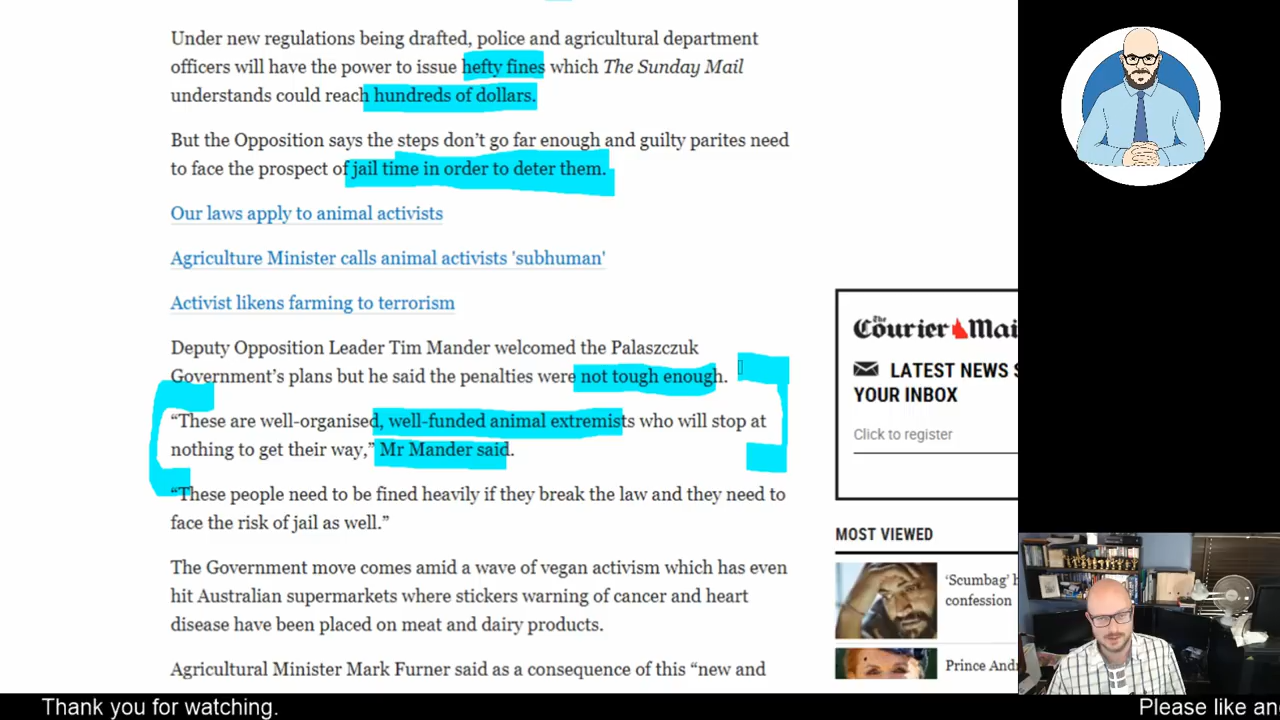 Under new regulations being drafted, police and agricultural department
officers will have the power to issue hefty fines which The Sunday Mail
understands could reach hundreds of dollars.
But the Opposition says the steps don’t go far enough and guilty parites need
to face the prospect of jail time in order to deter them.
Our laws apply to animal activists
Agriculture Minister calls animal activists 'subhuman'
Activist likens farming to terrorism
Deputy Opposition Leader Tim Mander welcomed the Palaszczuk
Government’s plans but he said the penalties were not tough enough.
“These are well-organised, well-funded animal extremists who will stop at
nothing to get their way,” Mr Mander said.
“These people need to be fined heavily if they break the law and they need to
face the risk of jail as well.”
The Government move comes amid a wave of vegan activism which has even
hit Australian supermarkets where stickers warning of cancer and heart
disease have been placed on meat and dairy products.
Agricultural Minister Mark Furner said as a consequence of this “new and
The Courier Mai
LATEST NEWS S
YOUR INBOX
Click to register
MOST VIEWED
‘Scumbag’ h
confession
Prince And
Thank you for watching.
Please like an